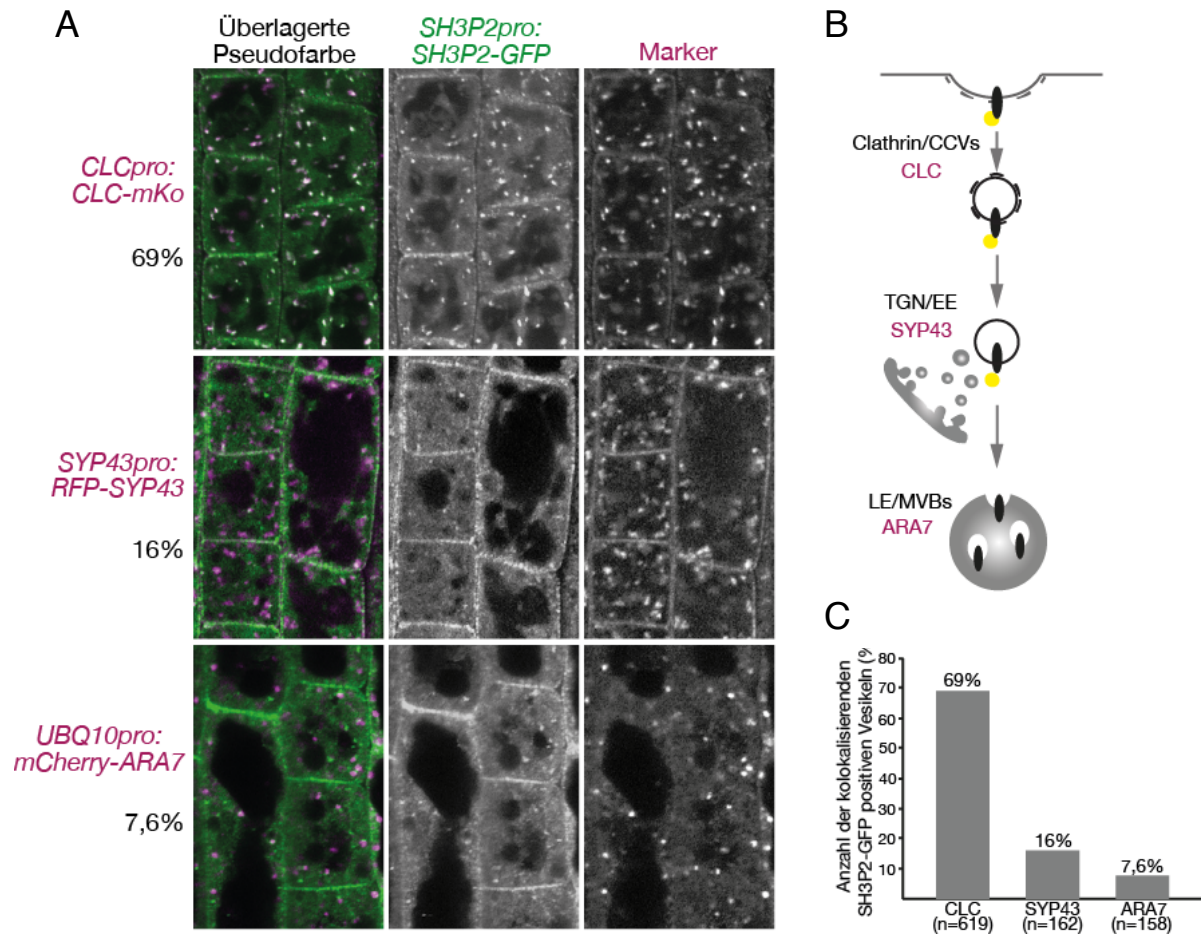 A
Überlagerte
Pseudofarbe
SH3P2pro:
SH3P2-GFP
Marker
CLCpro:
CLC-mKo
69%
SYP43pro:
RFP-SYP43
16%
UBQ10pro:
mCherry-ARA7
7,6%
B
Clathrin/CCVs
CLC
TGN/EE
SYP43
LE/MVBs
ARA7
C
Anzahl der kolokalisierenden
SH3P2-GFP positiven Vesikeln (%
80
70
60
50
40
30
20
10
69%
16%
7,6%
CLC
(n=619)
SYP43
(n=162)
ARA7
(n=158)